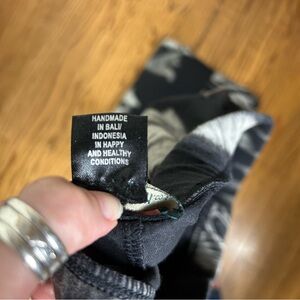 HANDMADE
IN BALI/
INDONESIA
IN HAPPY
AND HEALTHY
CONDITIONS